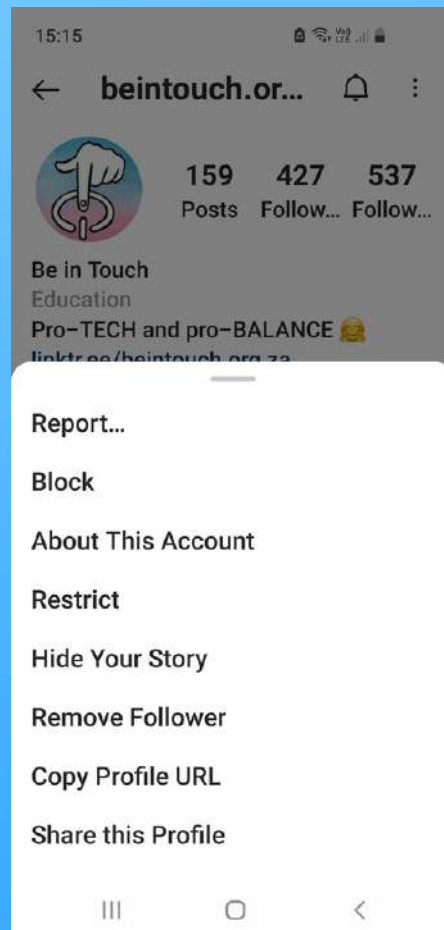 15:15
beintouch.or...
159 427 537
Posts Follow... Follow...
Be in Touch
Education
Pro-TECH and pro-BALANCE 🤗
linktr.ee/beintouch.org.za
Report...
Block
About This Account
Restrict
Hide Your Story
Remove Follower
Copy Profile URL
Share this Profile